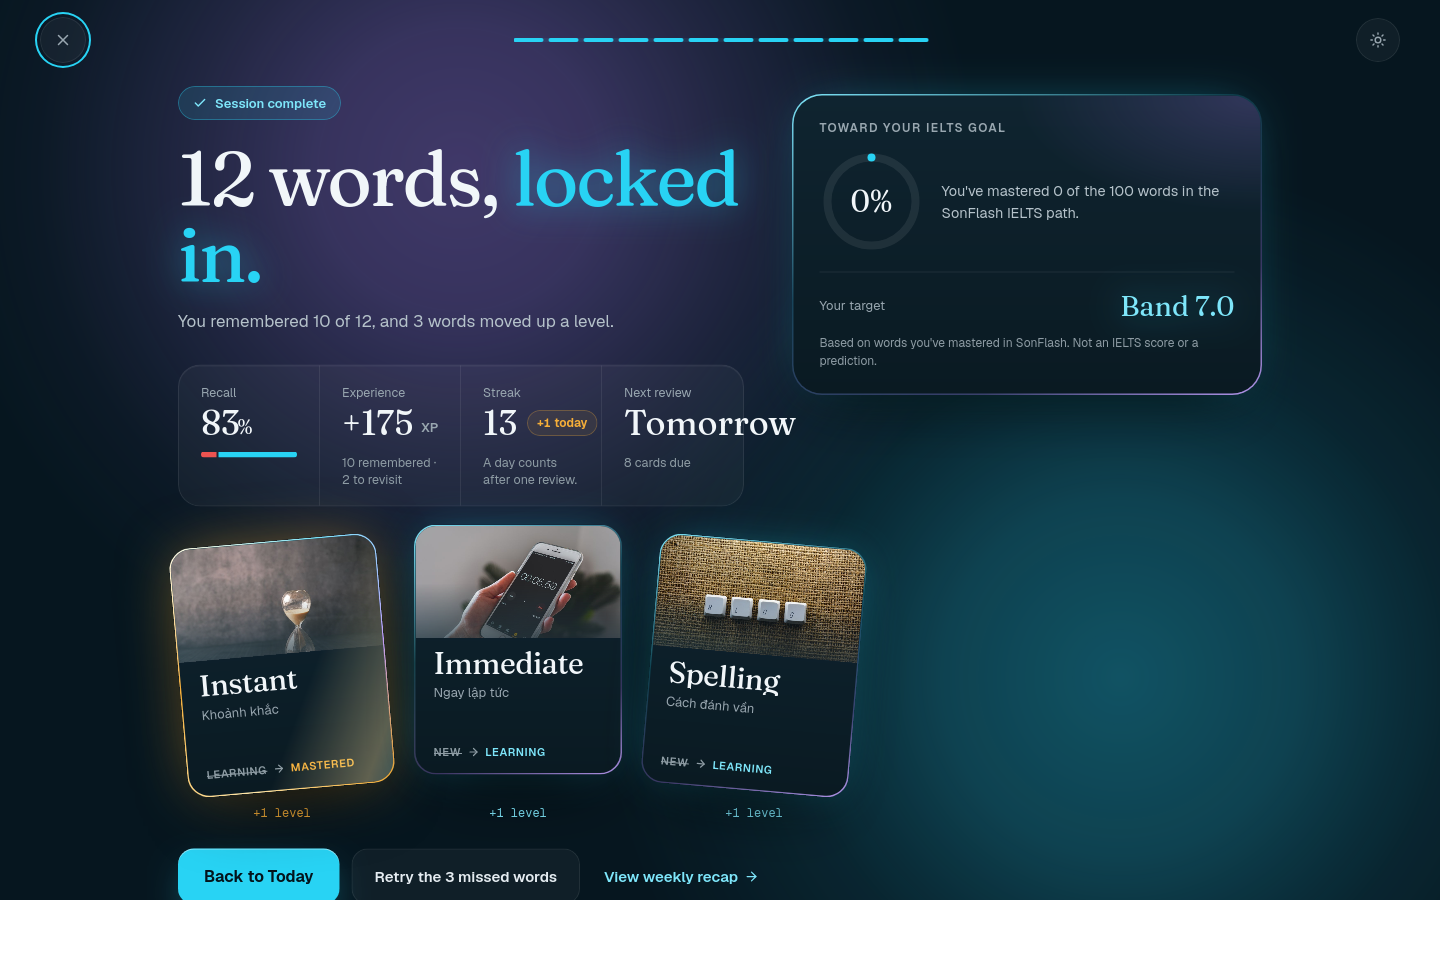 Session complete
12 words, locked
in.
You remembered 10 of 12, and 3 words moved up a level.
TOWARD YOUR IELTS GOAL
0%
You've mastered 0 of the 100 words in the
SonFlash IELTS path.
Your target
Band 7.0
Based on words you've mastered in SonFlash. Not an IELTS score or a
prediction.
Recall
83%
Experience
+175 XP
10 remembered ·
2 to revisit
Streak
13 +1 today
A day counts
after one review.
Next review
Tomorrow
8 cards due
Instant
Khoảnh khắc
LEARNING → MASTERED
+1 level
00:06.50
Immediate
Ngay lập tức
NEW → LEARNING
+1 level
Spelling
Cách đánh vần
NEW → LEARNING
+1 level
Back to Today
Retry the 3 missed words
View weekly recap →